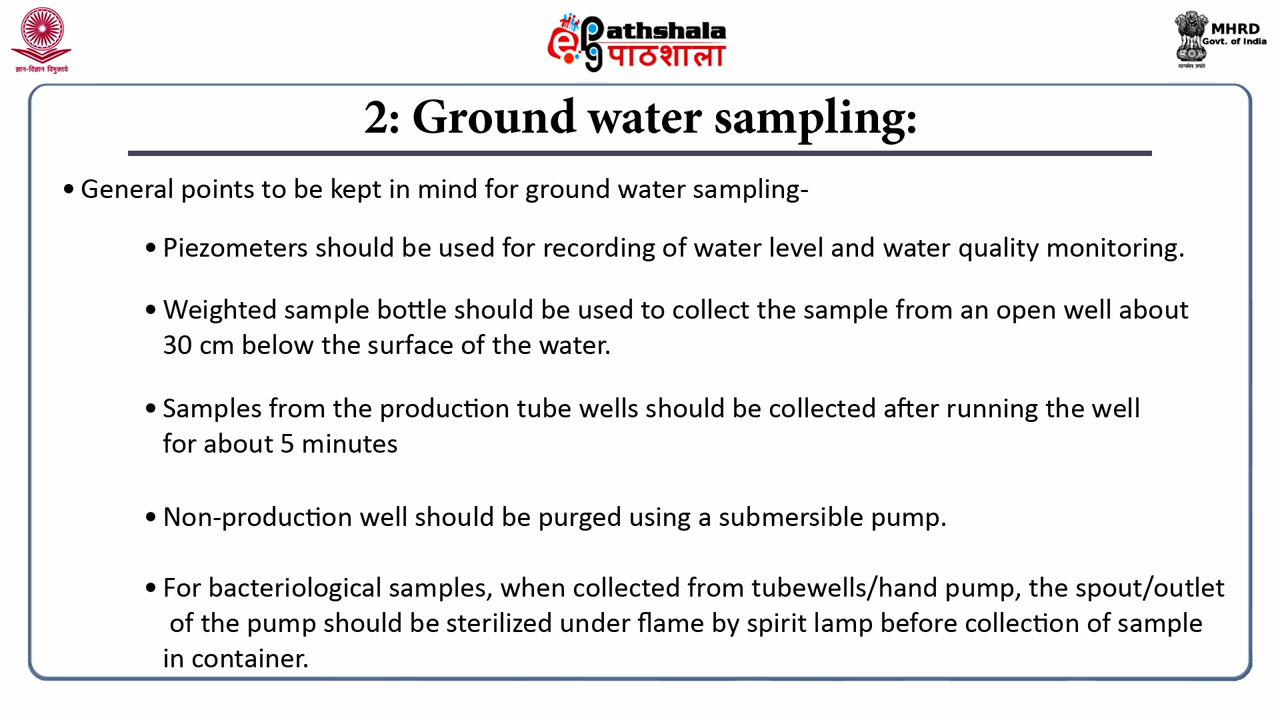 ज्ञान-विज्ञान विमुक्तये
ePG Pathshala
पाठशाला
MHRD
Govt. of India
सत्यमेव जयते
2: Ground water sampling:
• General points to be kept in mind for ground water sampling-
• Piezometers should be used for recording of water level and water quality monitoring.
• Weighted sample bottle should be used to collect the sample from an open well about
30 cm below the surface of the water.
• Samples from the production tube wells should be collected after running the well
for about 5 minutes
• Non-production well should be purged using a submersible pump.
• For bacteriological samples, when collected from tubewells/hand pump, the spout/outlet
of the pump should be sterilized under flame by spirit lamp before collection of sample
in container.